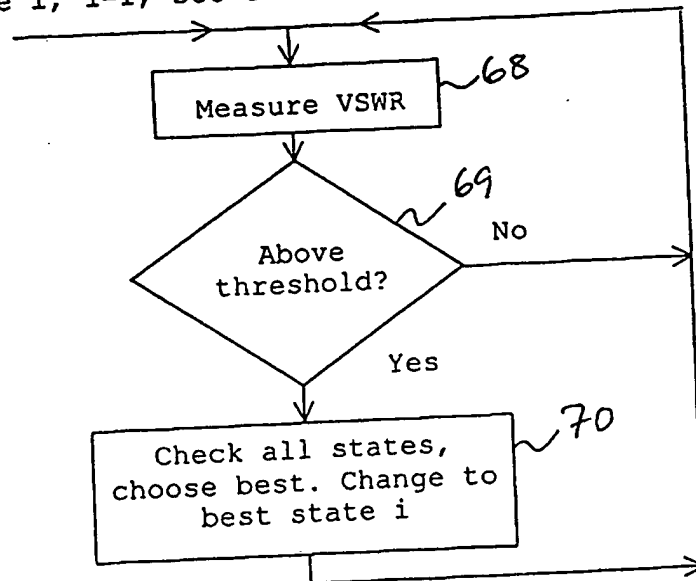 Measure VSWR
68
69
Above
threshold?
No
Yes
Check all states,
choose best. Change to
best state i
70